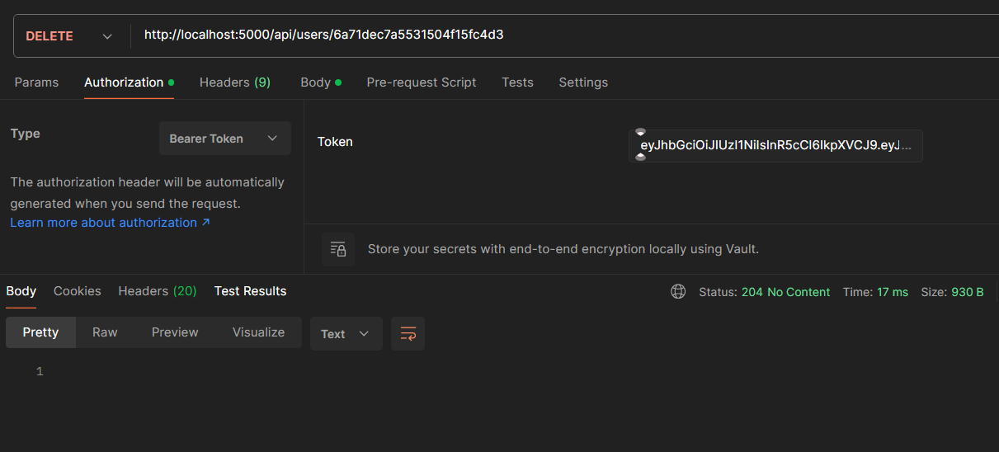 DELETE http://localhost:5000/api/users/6a71dec7a5531504f15fc4d3
Params Authorization Headers (9) Body Pre-request Script Tests Settings
Type Bearer Token
Token eyJhbGciOiJIUzI1NiIsInR5cCI6IkpXVCJ9.eyJ...
The authorization header will be automatically
generated when you send the request.
Learn more about authorization ↗
Store your secrets with end-to-end encryption locally using Vault.
Body Cookies Headers (20) Test Results Status: 204 No Content Time: 17 ms Size: 930 B
Pretty Raw Preview Visualize Text
1